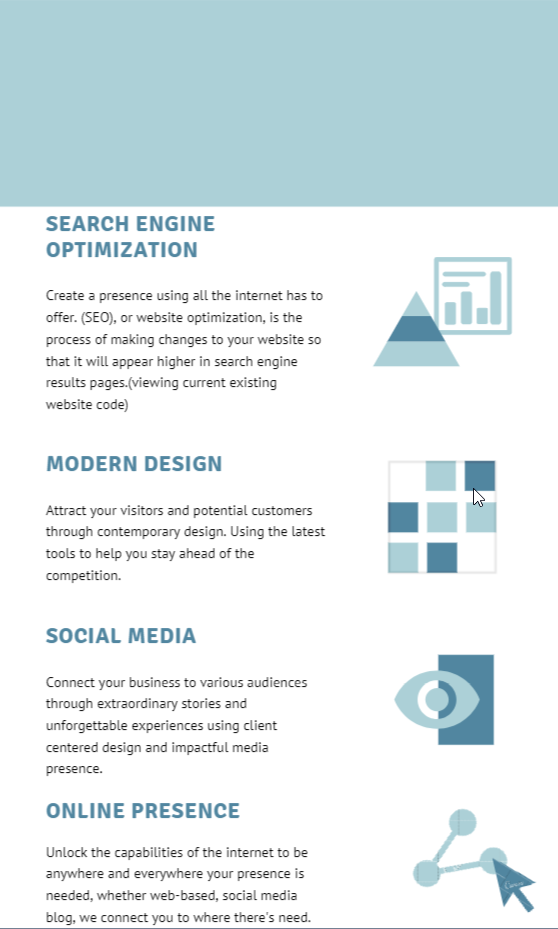 SEARCH ENGINE
OPTIMIZATION
Create a presence using all the internet has to
offer. (SEO), or website optimization, is the
process of making changes to your website so
that it will appear higher in search engine
results pages.(viewing current existing
website code)
MODERN DESIGN
Attract your visitors and potential customers
through contemporary design. Using the latest
tools to help you stay ahead of the
competition.
SOCIAL MEDIA
Connect your business to various audiences
through extraordinary stories and
unforgettable experiences using client
centered design and impactful media
presence.
ONLINE PRESENCE
Unlock the capabilities of the internet to be
anywhere and everywhere your presence is
needed, whether web-based, social media
blog, we connect you to where there's need.
Canva